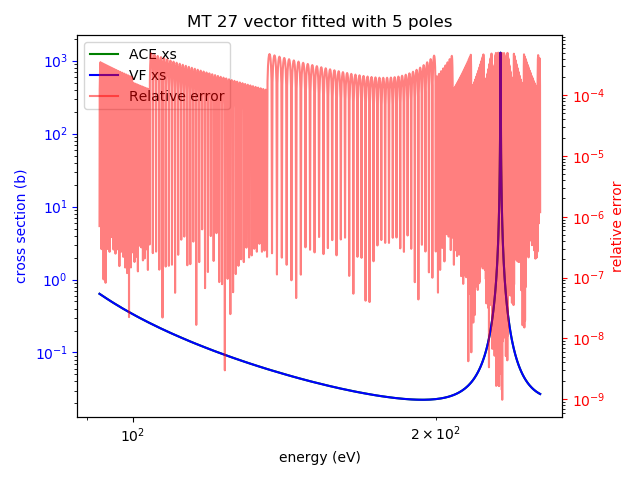 MT 27 vector fitted with 5 poles
ACE xs
VF xs
Relative error
cross section (b)
10³
10²
10¹
10⁰
10⁻¹
relative error
10⁻⁴
10⁻⁵
10⁻⁶
10⁻⁷
10⁻⁸
10⁻⁹
10²
2 × 10²
energy (eV)